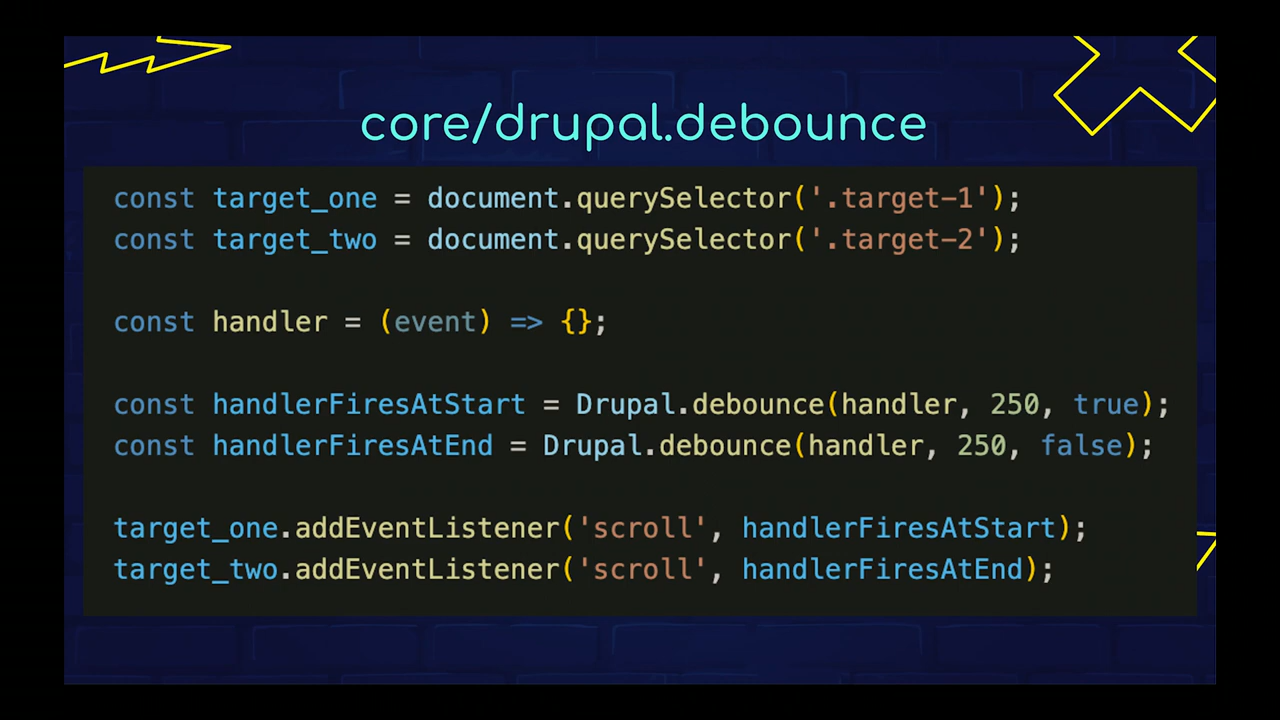 core/drupal.debounce
const target_one = document.querySelector('.target-1');
const target_two = document.querySelector('.target-2');
const handler = (event) => {};
const handlerFiresAtStart = Drupal.debounce(handler, 250, true);
const handlerFiresAtEnd = Drupal.debounce(handler, 250, false);
target_one.addEventListener('scroll', handlerFiresAtStart);
target_two.addEventListener('scroll', handlerFiresAtEnd);